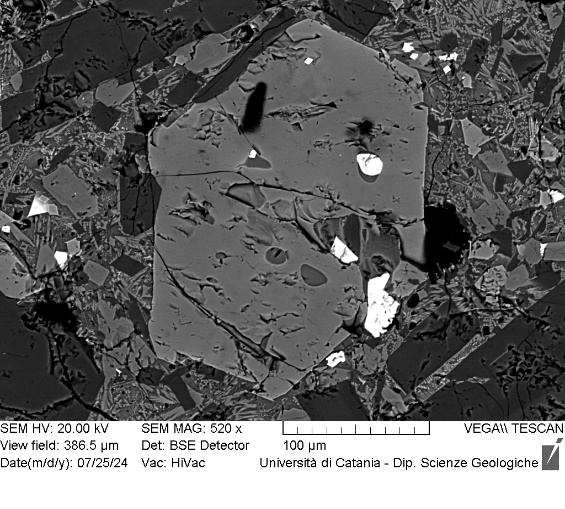 SEM HV: 20.00 kV SEM MAG: 520 x VEGA\\ TESCAN
View field: 386.5 µm Det: BSE Detector 100 µm
Date(m/d/y): 07/25/24 Vac: HiVac Università di Catania - Dip. Scienze Geologiche